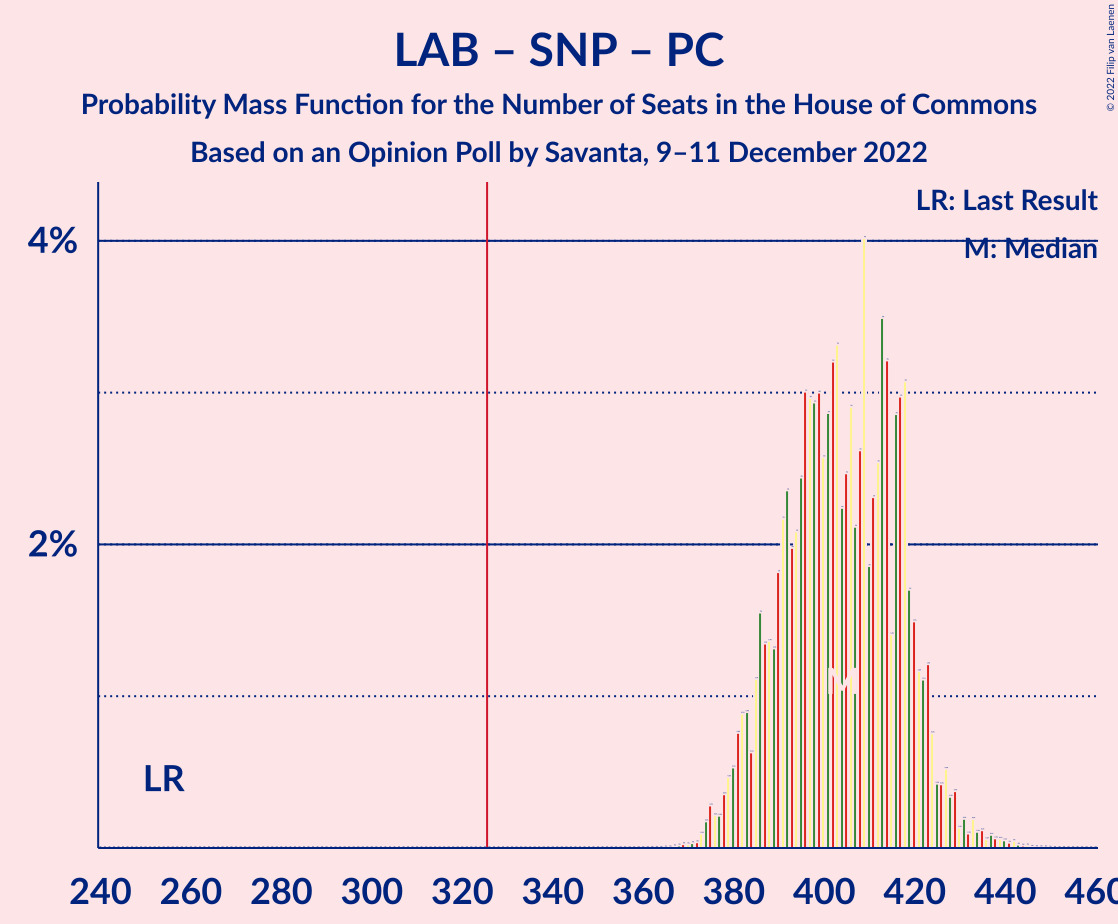 LAB – SNP – PC
Probability Mass Function for the Number of Seats in the House of Commons
Based on an Opinion Poll by Savanta, 9–11 December 2022
© 2022 Filip van Laenen
LR: Last Result
M: Median
4%
2%
M
LR
240 260 280 300 320 340 360 380 400 420 440 460